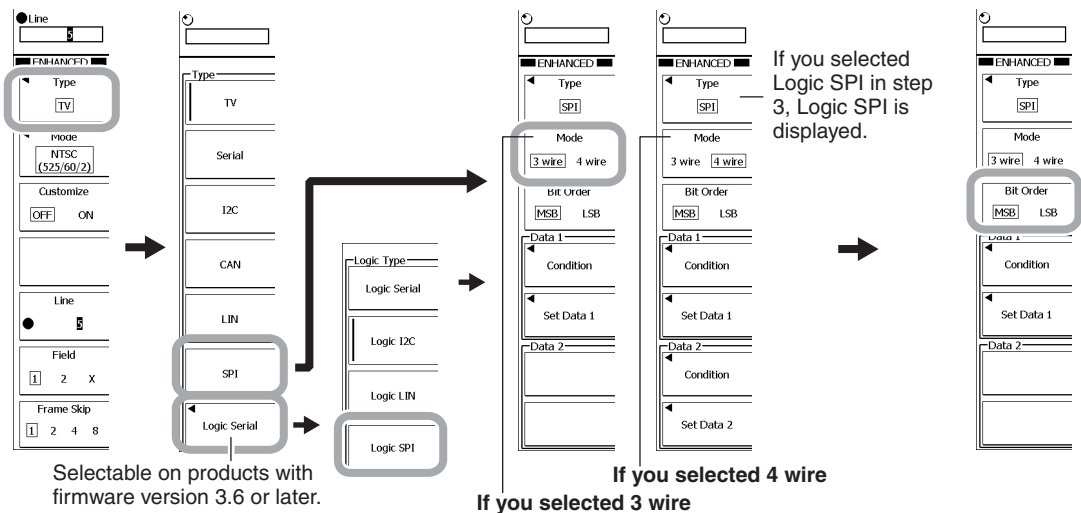 Line
5
ENHANCED
Type
TV
Mode
NTSC
(525/60/2)
Customize
OFF ON
Line
5
Field
1 2 X
Frame Skip
1 2 4 8
Type
TV
Serial
I2C
CAN
LIN
SPI
Logic Serial
Selectable on products with
firmware version 3.6 or later.
Logic Type
Logic Serial
Logic I2C
Logic LIN
Logic SPI
ENHANCED
Type
SPI
Mode
3 wire 4 wire
Bit Order
MSB LSB
Data 1
Condition
Set Data 1
Data 2
If you selected 3 wire
ENHANCED
Type
SPI
Mode
3 wire 4 wire
Bit Order
MSB LSB
Data 1
Condition
Set Data 1
Data 2
Condition
Set Data 2
If you selected 4 wire
If you selected
Logic SPI in step
3, Logic SPI is
displayed.
ENHANCED
Type
SPI
Mode
3 wire 4 wire
Bit Order
MSB LSB
Data 1
Condition
Set Data 1
Data 2